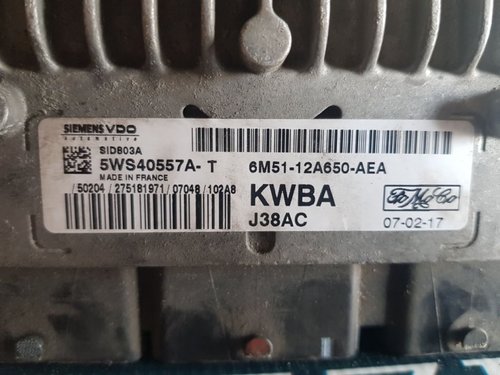 SIEMENS VDO
automotive
SID803A
5WS40557A- T
6M51-12A650-AEA
MADE IN FRANCE
/50204 / 275181971 /07048 /102A8
KWBA
FoMoCo
J38AC
07-02-17